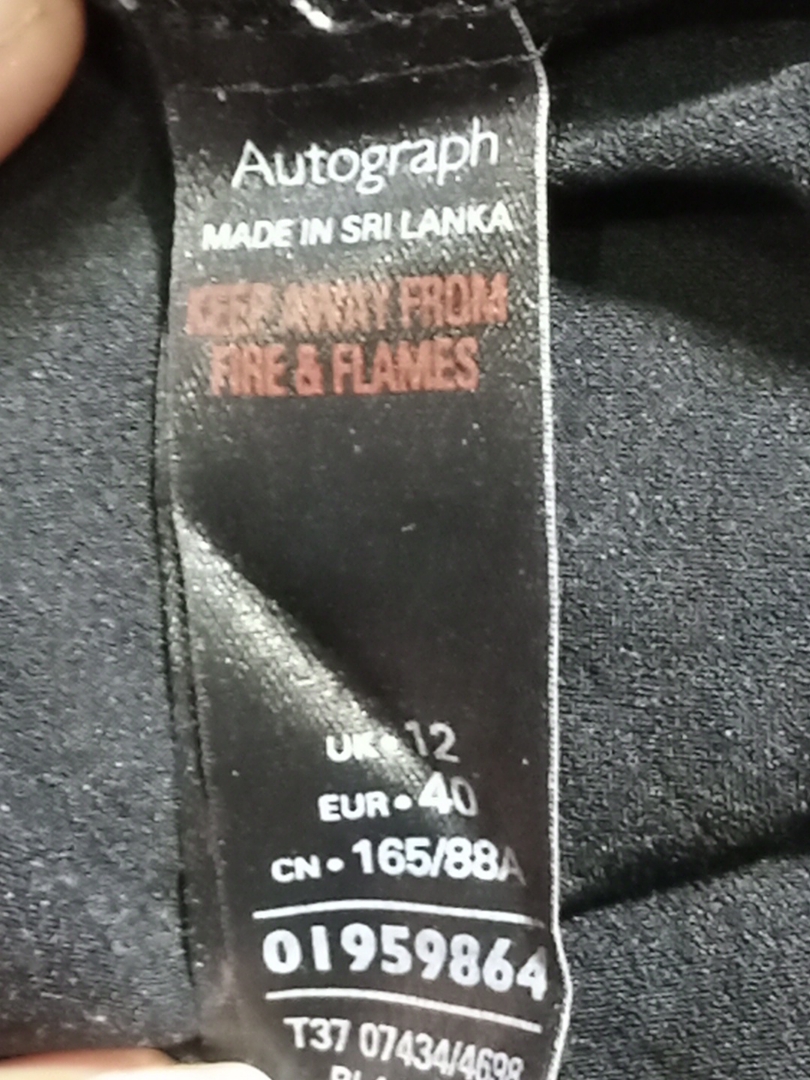 Autograph
MADE IN SRI LANKA
KEEP AWAY FROM
FIRE & FLAMES
UK • 12
EUR • 40
CN • 165/88A
01959864
T37 07434/4698